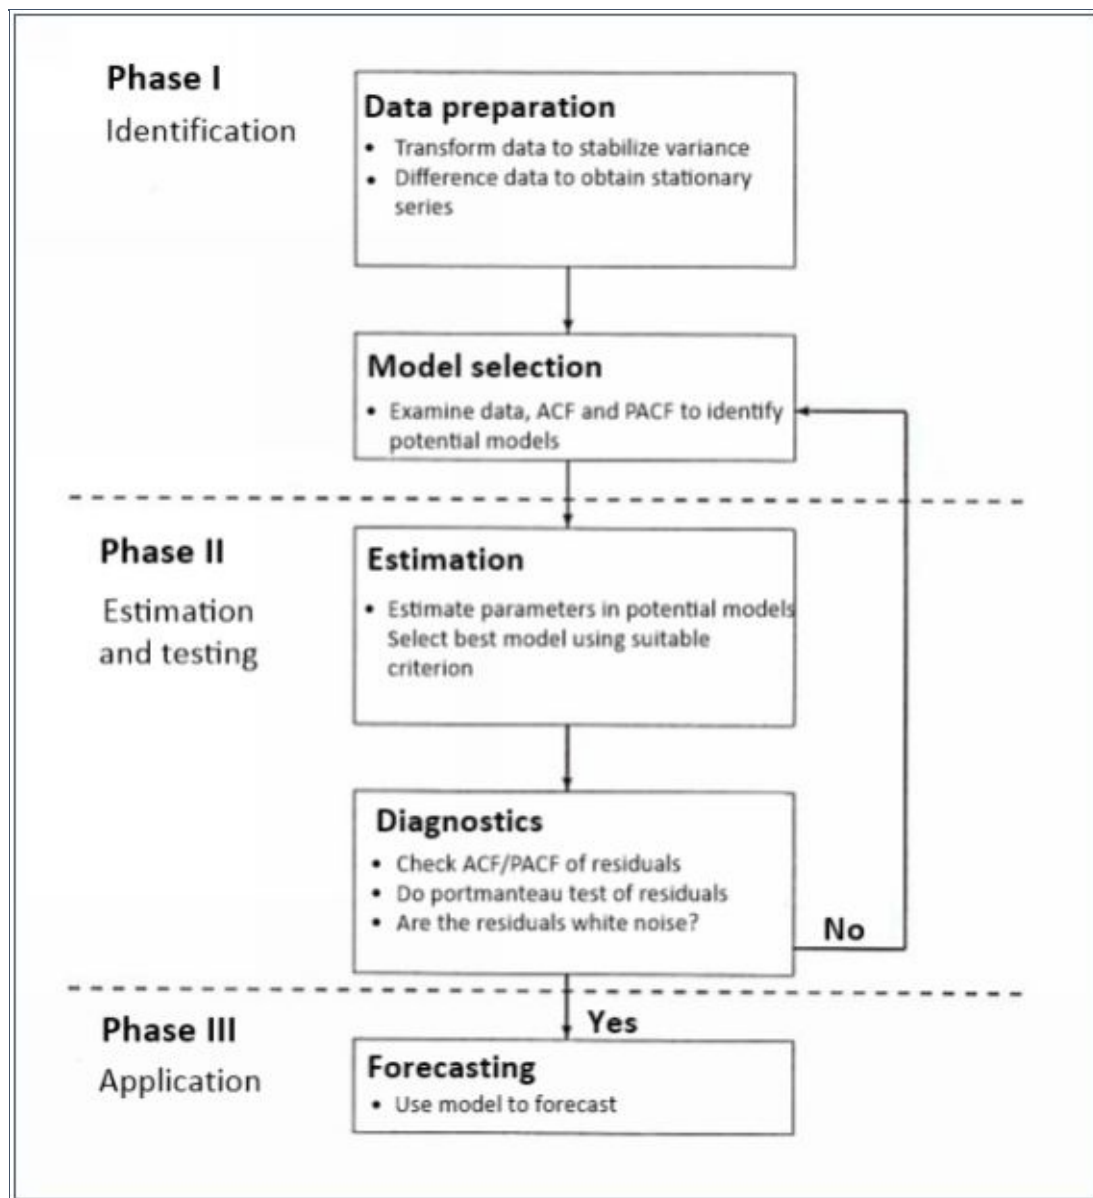 Phase I
Identification
Data preparation
• Transform data to stabilize variance
• Difference data to obtain stationary
series
Model selection
• Examine data, ACF and PACF to identify
potential models
Phase II
Estimation
and testing
Estimation
• Estimate parameters in potential models
Select best model using suitable
criterion
Diagnostics
• Check ACF/PACF of residuals
• Do portmanteau test of residuals
• Are the residuals white noise?
No
Yes
Phase III
Application
Forecasting
• Use model to forecast